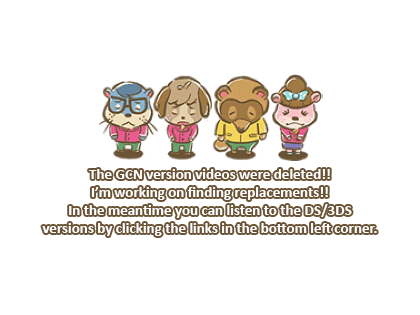 The GCN version videos were deleted!!
I'm working on finding replacements!!
In the meantime you can listen to the DS/3DS
versions by clicking the links in the bottom left corner.